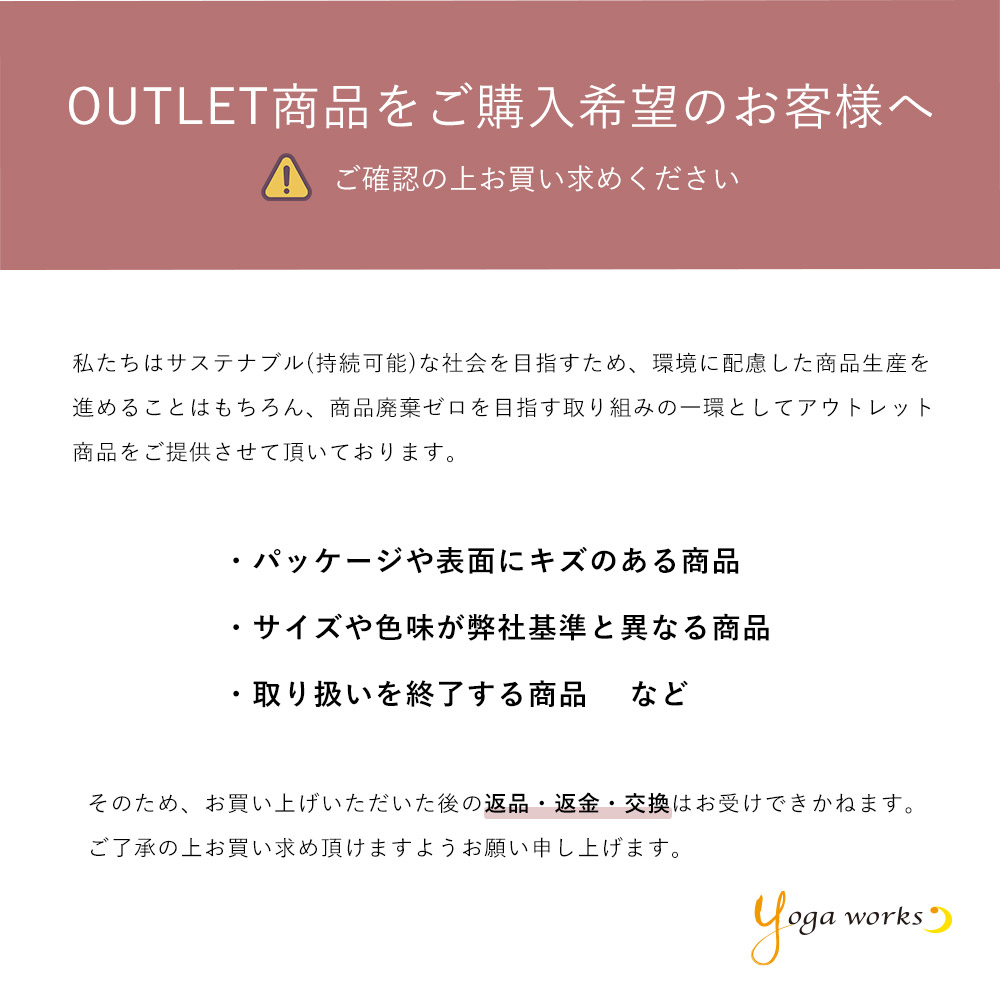 OUTLET商品をご購入希望のお客様へ
ご確認の上お買い求めください
私たちはサステナブル(持続可能)な社会を目指すため、環境に配慮した商品生産を
進めることはもちろん、商品廃棄ゼロを目指す取り組みの一環としてアウトレット
商品をご提供させて頂いております。
・パッケージや表面にキズのある商品
・サイズや色味が弊社基準と異なる商品
・取り扱いを終了する商品　など
そのため、お買い上げいただいた後の返品・返金・交換はお受けできかねます。
ご了承の上お買い求め頂けますようお願い申し上げます。
yoga works